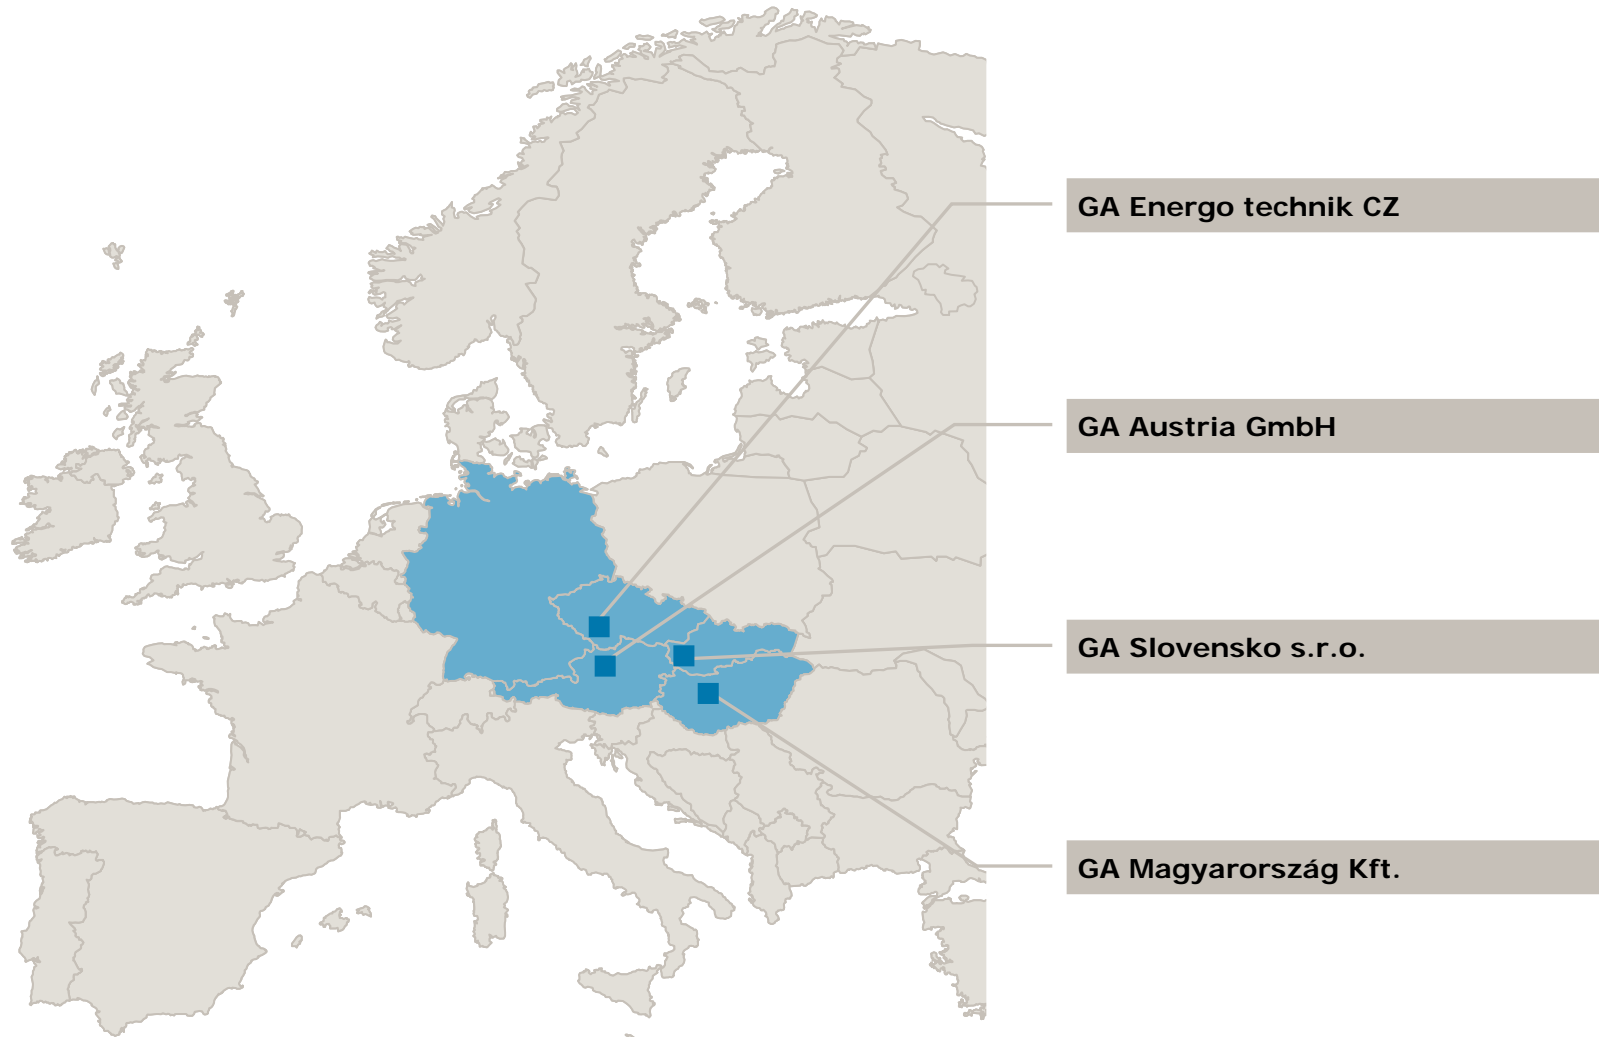 GA Energo technik CZ
GA Austria GmbH
GA Slovensko s.r.o.
GA Magyarország Kft.